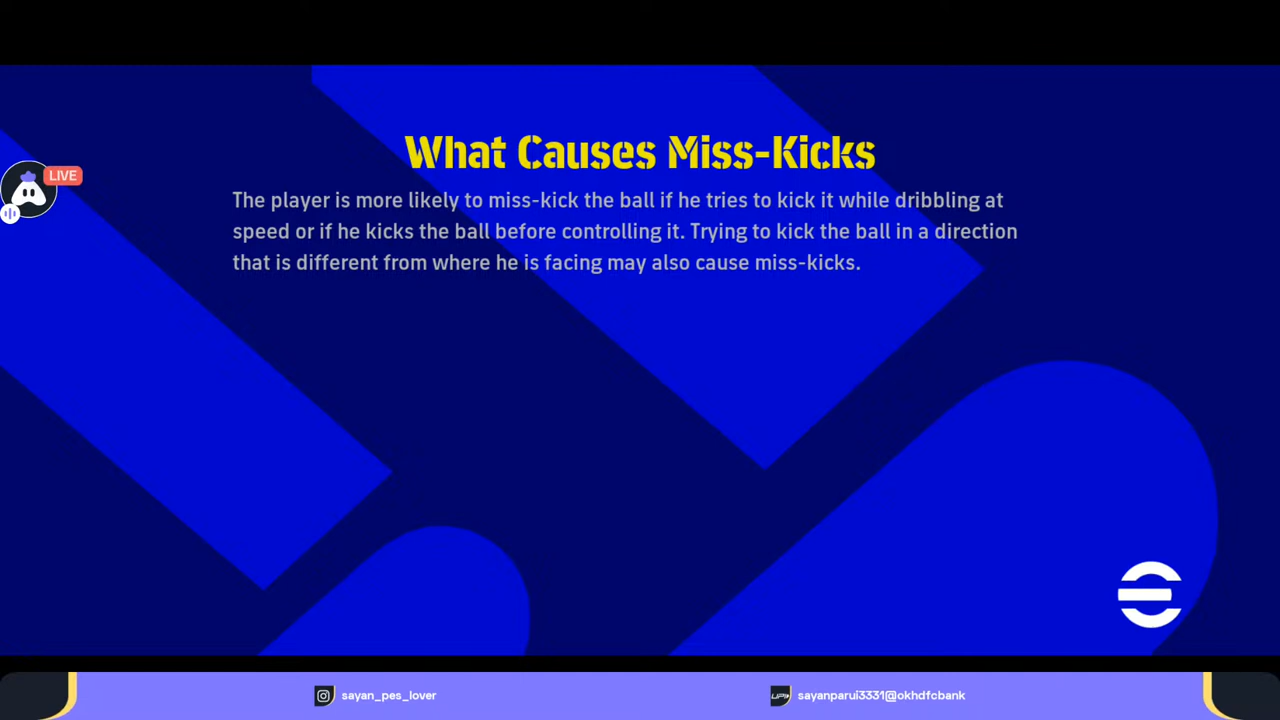 What Causes Miss-Kicks
LIVE
The player is more likely to miss-kick the ball if he tries to kick it while dribbling at
speed or if he kicks the ball before controlling it. Trying to kick the ball in a direction
that is different from where he is facing may also cause miss-kicks.
sayan_pes_lover
UPI
sayanparui3331@okhdfcbank